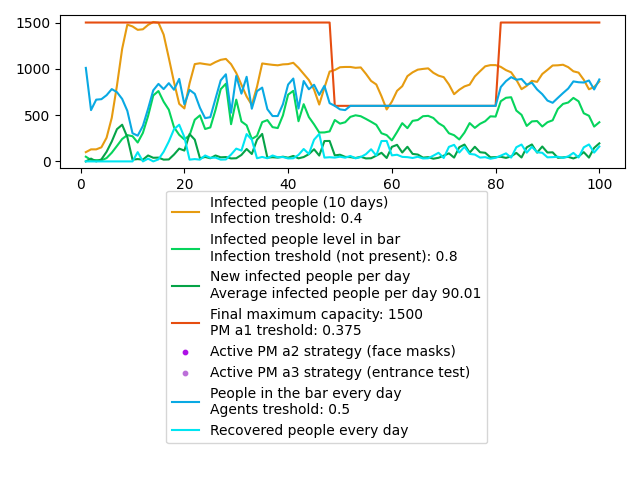 1500
1000
500
0
0
20
40
60
80
100
Infected people (10 days)
Infection treshold: 0.4
Infected people level in bar
Infection treshold (not present): 0.8
New infected people per day
Average infected people per day 90.01
Final maximum capacity: 1500
PM a1 treshold: 0.375
Active PM a2 strategy (face masks)
Active PM a3 strategy (entrance test)
People in the bar every day
Agents treshold: 0.5
Recovered people every day